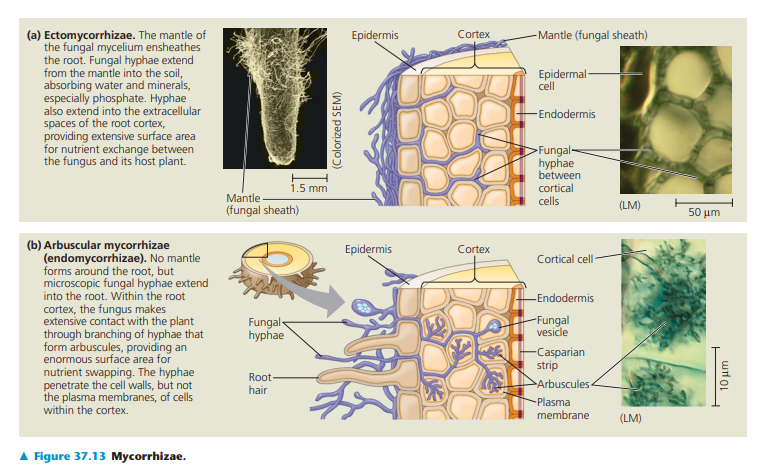 (a) Ectomycorrhizae. The mantle of
the fungal mycelium ensheathes
the root. Fungal hyphae extend
from the mantle into the soil,
absorbing water and minerals,
especially phosphate. Hyphae
also extend into the extracellular
spaces of the root cortex,
providing extensive surface area
for nutrient exchange between
the fungus and its host plant.
Mantle
(fungal sheath)
1.5 mm
(Colorized SEM)
Epidermis
Cortex
Mantle (fungal sheath)
Epidermal
cell
Endodermis
Fungal
hyphae
between
cortical
cells
(LM)
50 µm
(b) Arbuscular mycorrhizae
(endomycorrhizae). No mantle
forms around the root, but
microscopic fungal hyphae extend
into the root. Within the root
cortex, the fungus makes
extensive contact with the plant
through branching of hyphae that
form arbuscules, providing an
enormous surface area for
nutrient swapping. The hyphae
penetrate the cell walls, but not
the plasma membranes, of cells
within the cortex.
Epidermis
Cortex
Cortical cell
Fungal
hyphae
Root
hair
Endodermis
Fungal
vesicle
Casparian
strip
Arbuscules
Plasma
membrane
(LM)
10 µm
▲ Figure 37.13 Mycorrhizae.